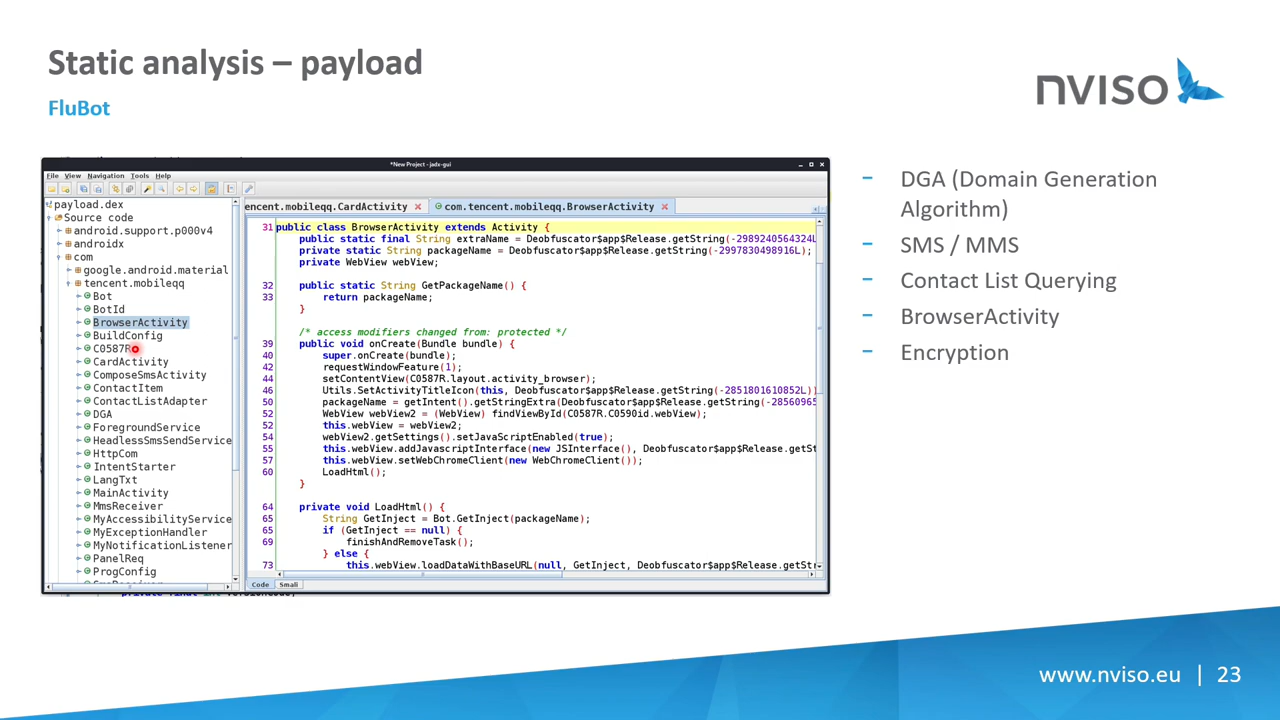 Static analysis – payload
FluBot
nviso
*New Project - jadx-gui
File View Navigation Tools Help
payload.dex
Source code
android.support.p000v4
androidx
com
google.android.material
tencent.mobileqq
Bot
BotId
BrowserActivity
BuildConfig
C0587R
CardActivity
ComposeSmsActivity
ContactItem
ContactListAdapter
DGA
ForegroundService
HeadlessSmsSendService
HttpCom
IntentStarter
LangTxt
MainActivity
MmsReceiver
MyAccessibilityService
MyExceptionHandler
MyNotificationListener
PanelReq
ProgConfig
encent.mobileqq.CardActivity com.tencent.mobileqq.BrowserActivity
31 public class BrowserActivity extends Activity {
public static final String extraName = Deobfuscator$app$Release.getString(-2989240564324L
private static String packageName = Deobfuscator$app$Release.getString(-2997830498916L);
private WebView webView;
32 public static String GetPackageName() {
33 return packageName;
}
/* access modifiers changed from: protected */
39 public void onCreate(Bundle bundle) {
40 super.onCreate(bundle);
42 requestWindowFeature(1);
44 setContentView(C0587R.layout.activity_browser);
46 Utils.SetActivityTitleIcon(this, Deobfuscator$app$Release.getString(-2851801610852L))
50 packageName = getIntent().getStringExtra(Deobfuscator$app$Release.getString(-28560965
52 WebView webView2 = (WebView) findViewById(C0587R.C0590id.webView);
52 this.webView = webView2;
54 webView2.getSettings().setJavaScriptEnabled(true);
55 this.webView.addJavascriptInterface(new JSInterface(), Deobfuscator$app$Release.getSt
57 this.webView.setWebChromeClient(new WebChromeClient());
60 LoadHtml();
}
64 private void LoadHtml() {
65 String GetInject = Bot.GetInject(packageName);
65 if (GetInject == null) {
69 finishAndRemoveTask();
} else {
73 this.webView.loadDataWithBaseURL(null, GetInject, Deobfuscator$app$Release.getStr
Code Smali
- DGA (Domain Generation
Algorithm)
- SMS / MMS
- Contact List Querying
- BrowserActivity
- Encryption
www.nviso.eu | 23